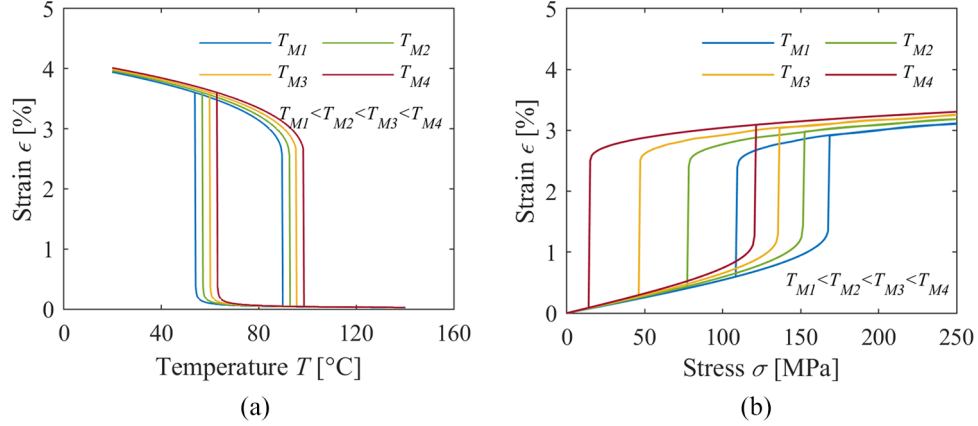 5
4
3
2
1
0
Strain ϵ [%]
T_M1 T_M2
T_M3 T_M4
T_M1<T_M2<T_M3<T_M4
0 40 80 120 160
Temperature T [°C]
(a)
5
4
3
2
1
0
Strain ϵ [%]
T_M1 T_M2
T_M3 T_M4
T_M1<T_M2<T_M3<T_M4
0 50 100 150 200 250
Stress σ [MPa]
(b)